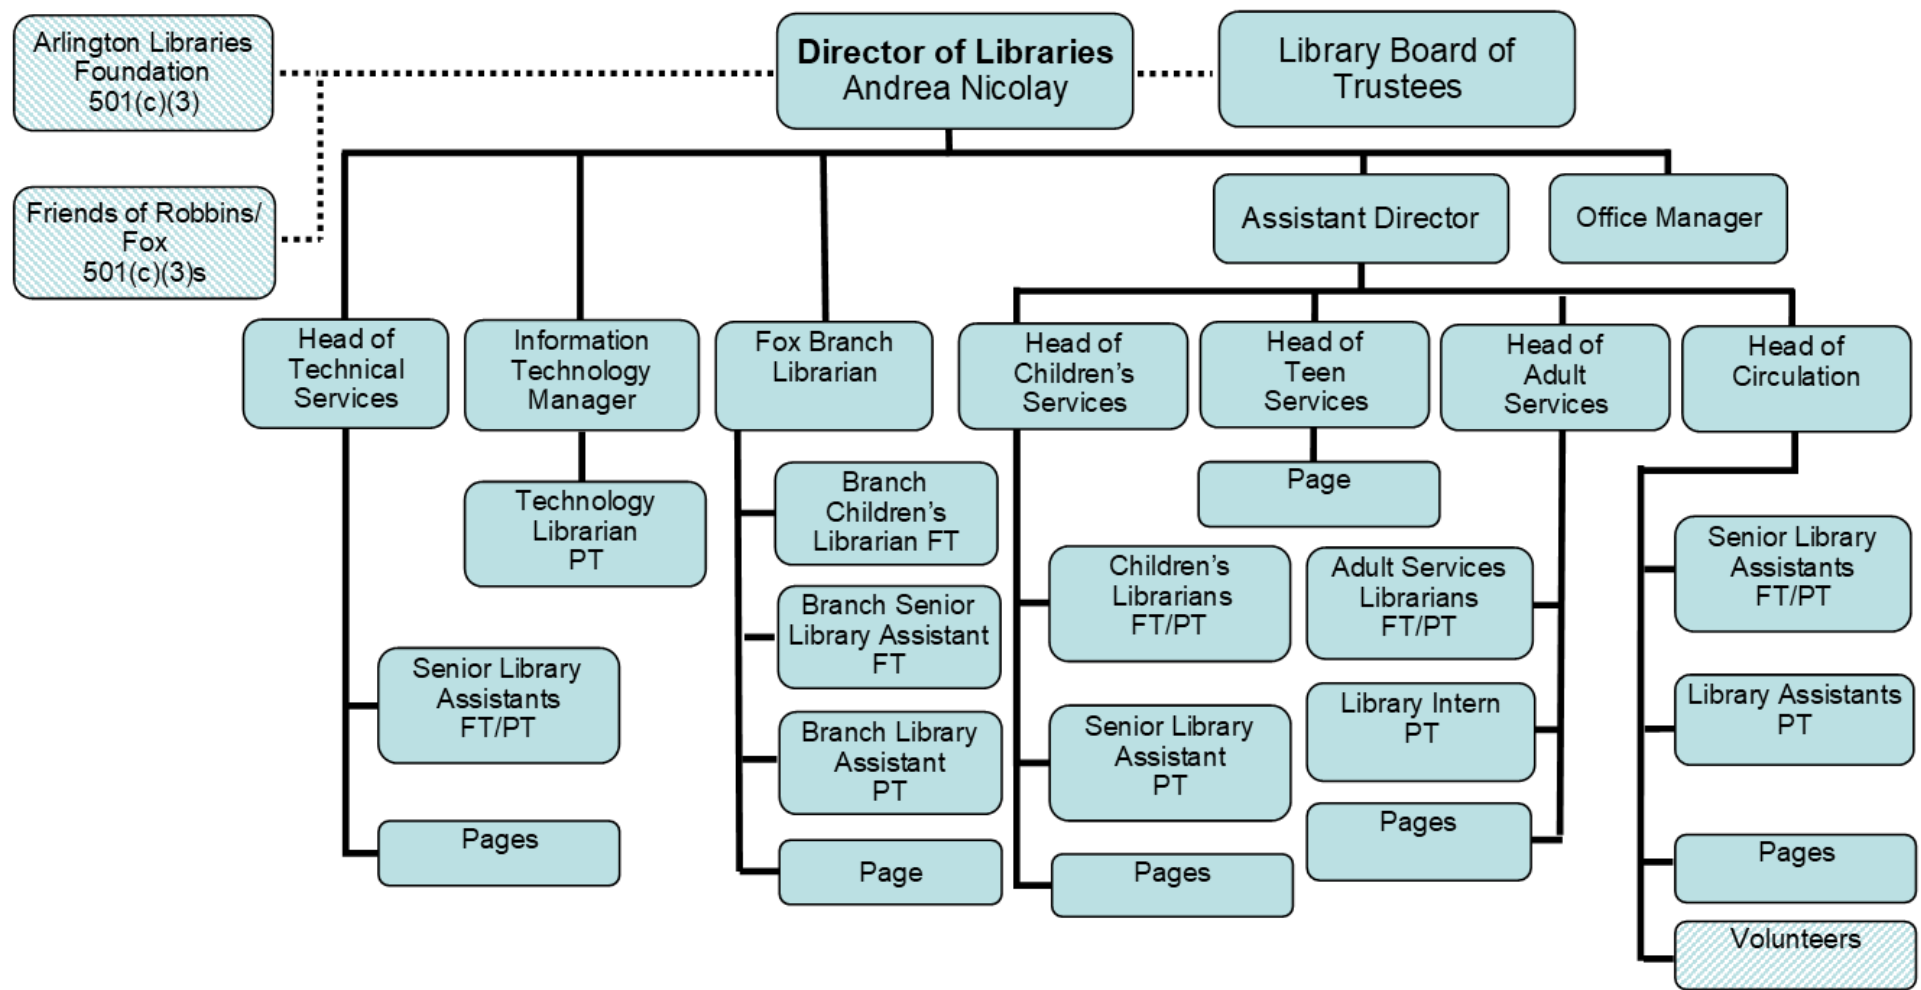 Arlington Libraries
Foundation
501(c)(3)
Director of Libraries
Andrea Nicolay
Library Board of
Trustees
Friends of Robbins/
Fox
501(c)(3)s
Assistant Director
Office Manager
Head of
Technical
Services
Information
Technology
Manager
Fox Branch
Librarian
Head of
Children’s
Services
Head of
Teen
Services
Head of
Adult
Services
Head of
Circulation
Technology
Librarian
PT
Branch
Children’s
Librarian FT
Page
Children’s
Librarians
FT/PT
Adult Services
Librarians
FT/PT
Senior Library
Assistants
FT/PT
Branch Senior
Library Assistant
FT
Senior Library
Assistants
FT/PT
Branch Library
Assistant
PT
Senior Library
Assistant
PT
Library Intern
PT
Library Assistants
PT
Pages
Page
Pages
Pages
Pages
Volunteers